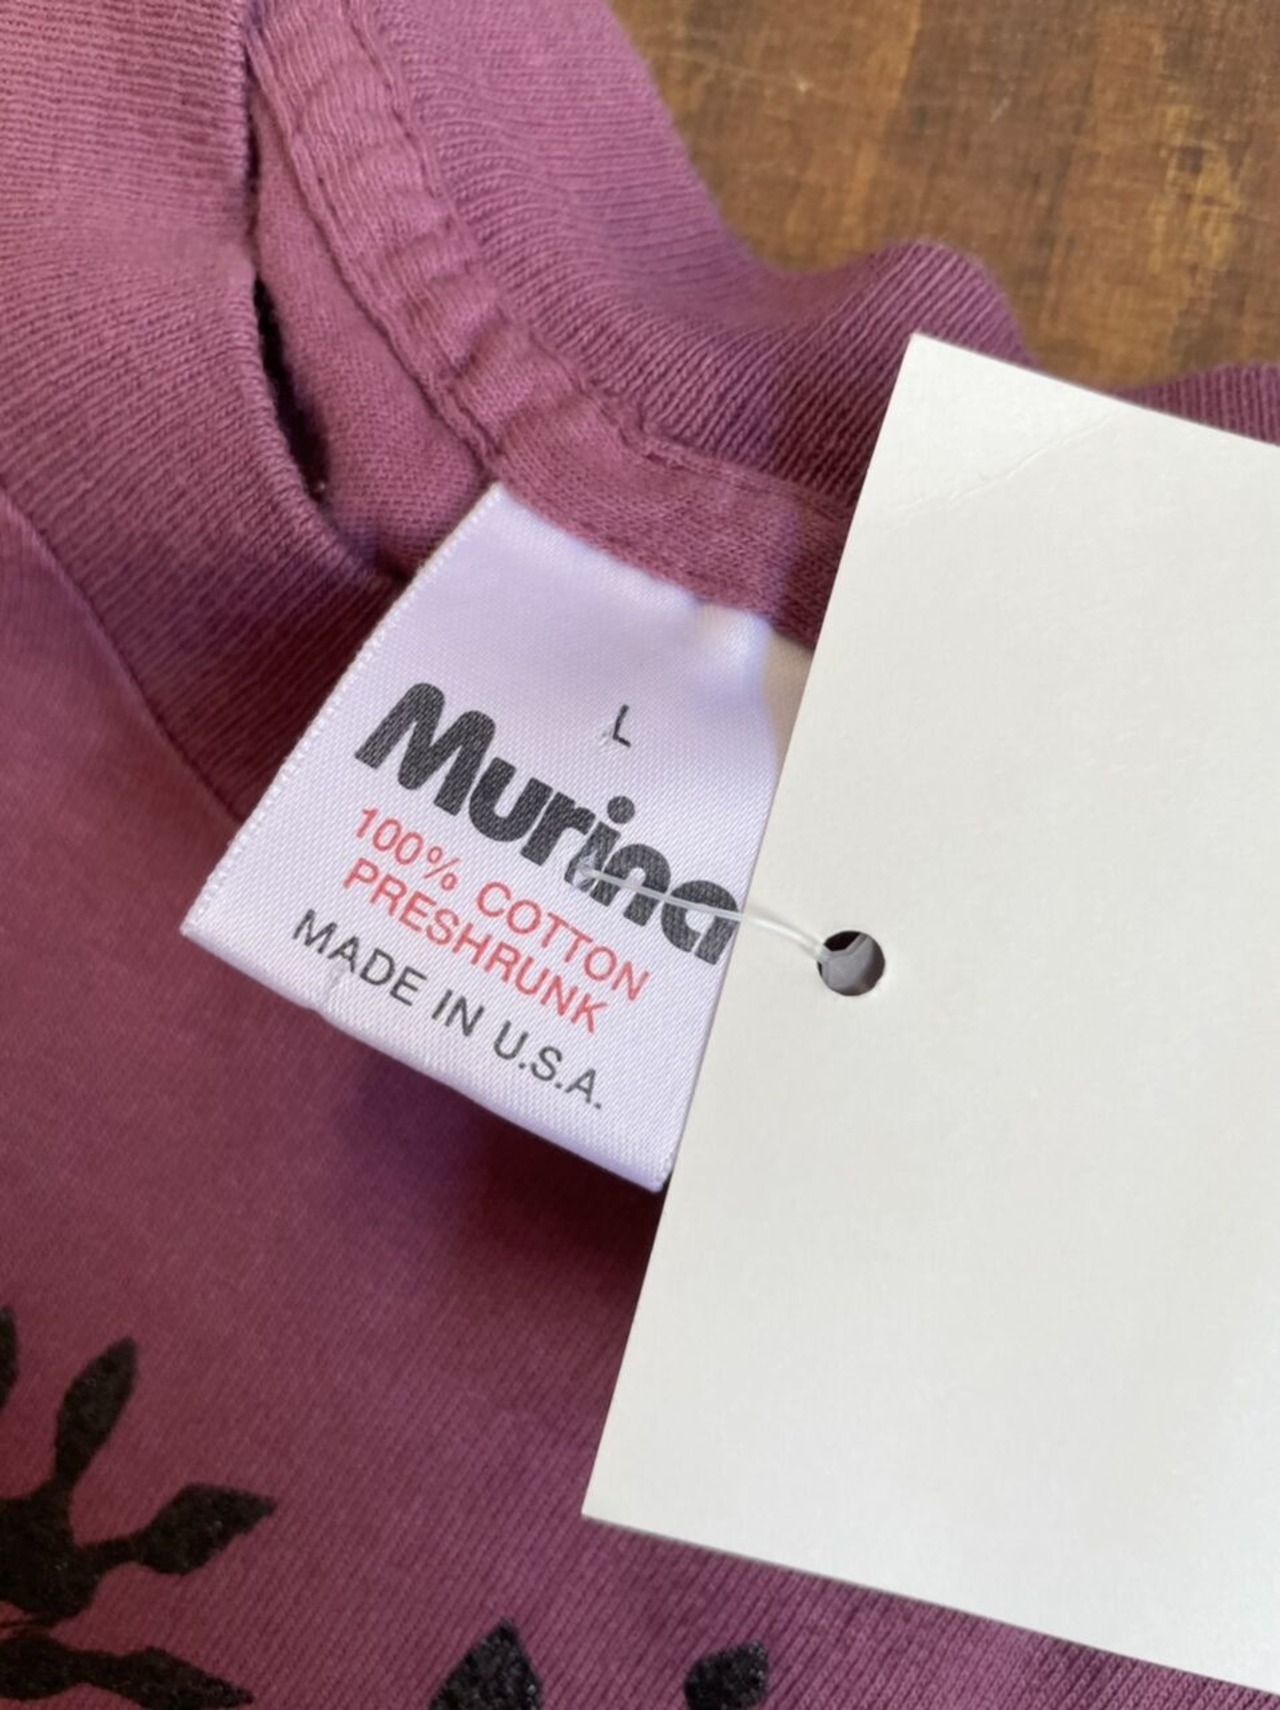 L
Murina
100% COTTON
PRESHRUNK
MADE IN U.S.A.